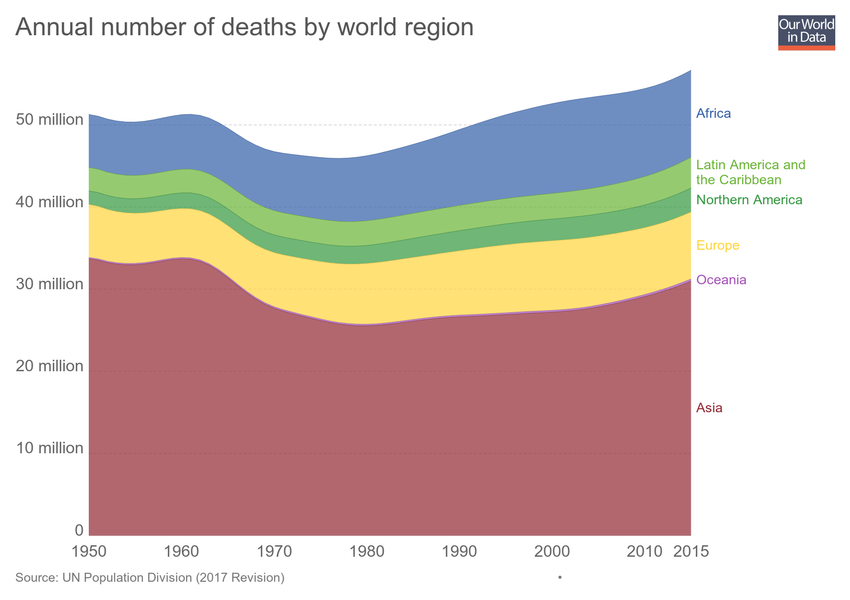 Annual number of deaths by world region
Our World
in Data
50 million
40 million
30 million
20 million
10 million
0
Africa
Latin America and
the Caribbean
Northern America
Europe
Oceania
Asia
1950 1960 1970 1980 1990 2000 2010 2015
Source: UN Population Division (2017 Revision)